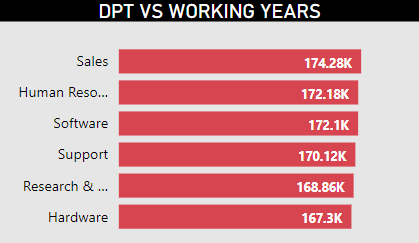 DPT VS WORKING YEARS
Sales 174.28K
Human Reso... 172.18K
Software 172.1K
Support 170.12K
Research & ... 168.86K
Hardware 167.3K